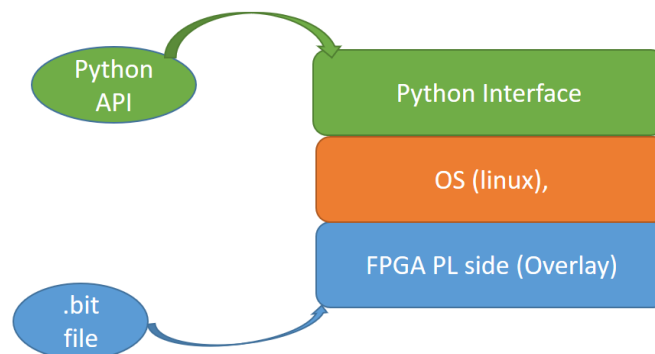 Python
API
Python Interface
OS (linux),
FPGA PL side (Overlay)
.bit
file